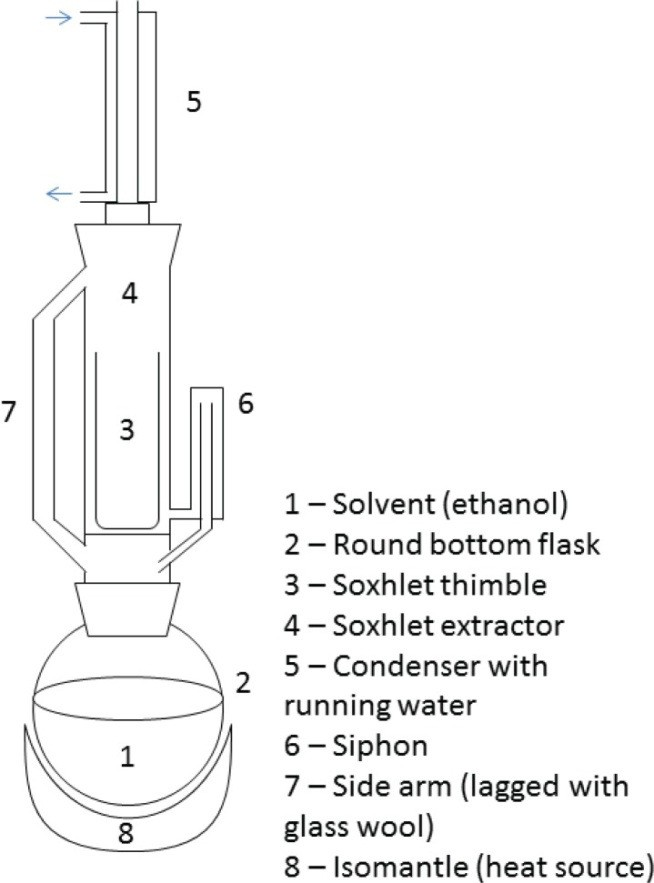 5
4
7
6
3
1 – Solvent (ethanol)
2 – Round bottom flask
3 – Soxhlet thimble
4 – Soxhlet extractor
5 – Condenser with
running water
6 – Siphon
7 – Side arm (lagged with
glass wool)
8 – Isomantle (heat source)
2
1
8